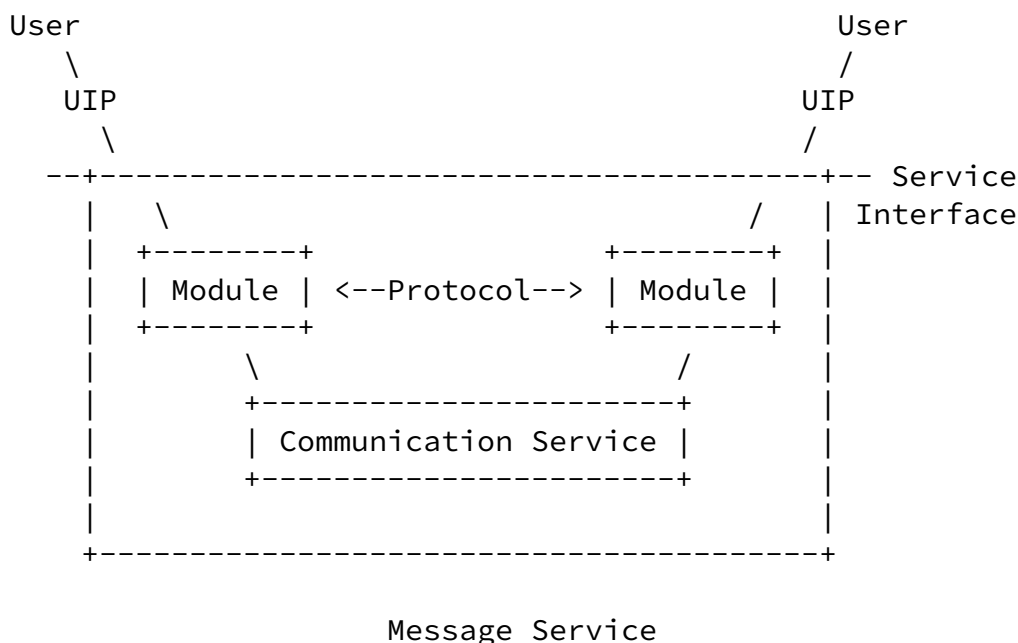 User User
UIP UIP
Service
Interface
Module <--Protocol--> Module
Communication Service
Message Service